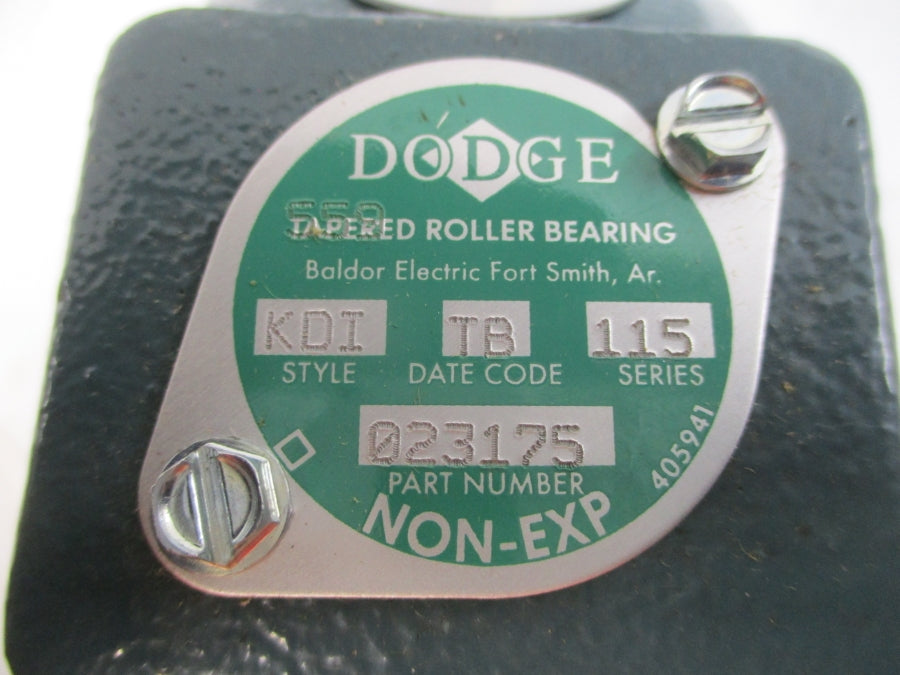 DODGE
TAPERED ROLLER BEARING
Baldor Electric Fort Smith, Ar.
KDI TB 115
STYLE DATE CODE SERIES
023175
PART NUMBER
NON-EXP
405941